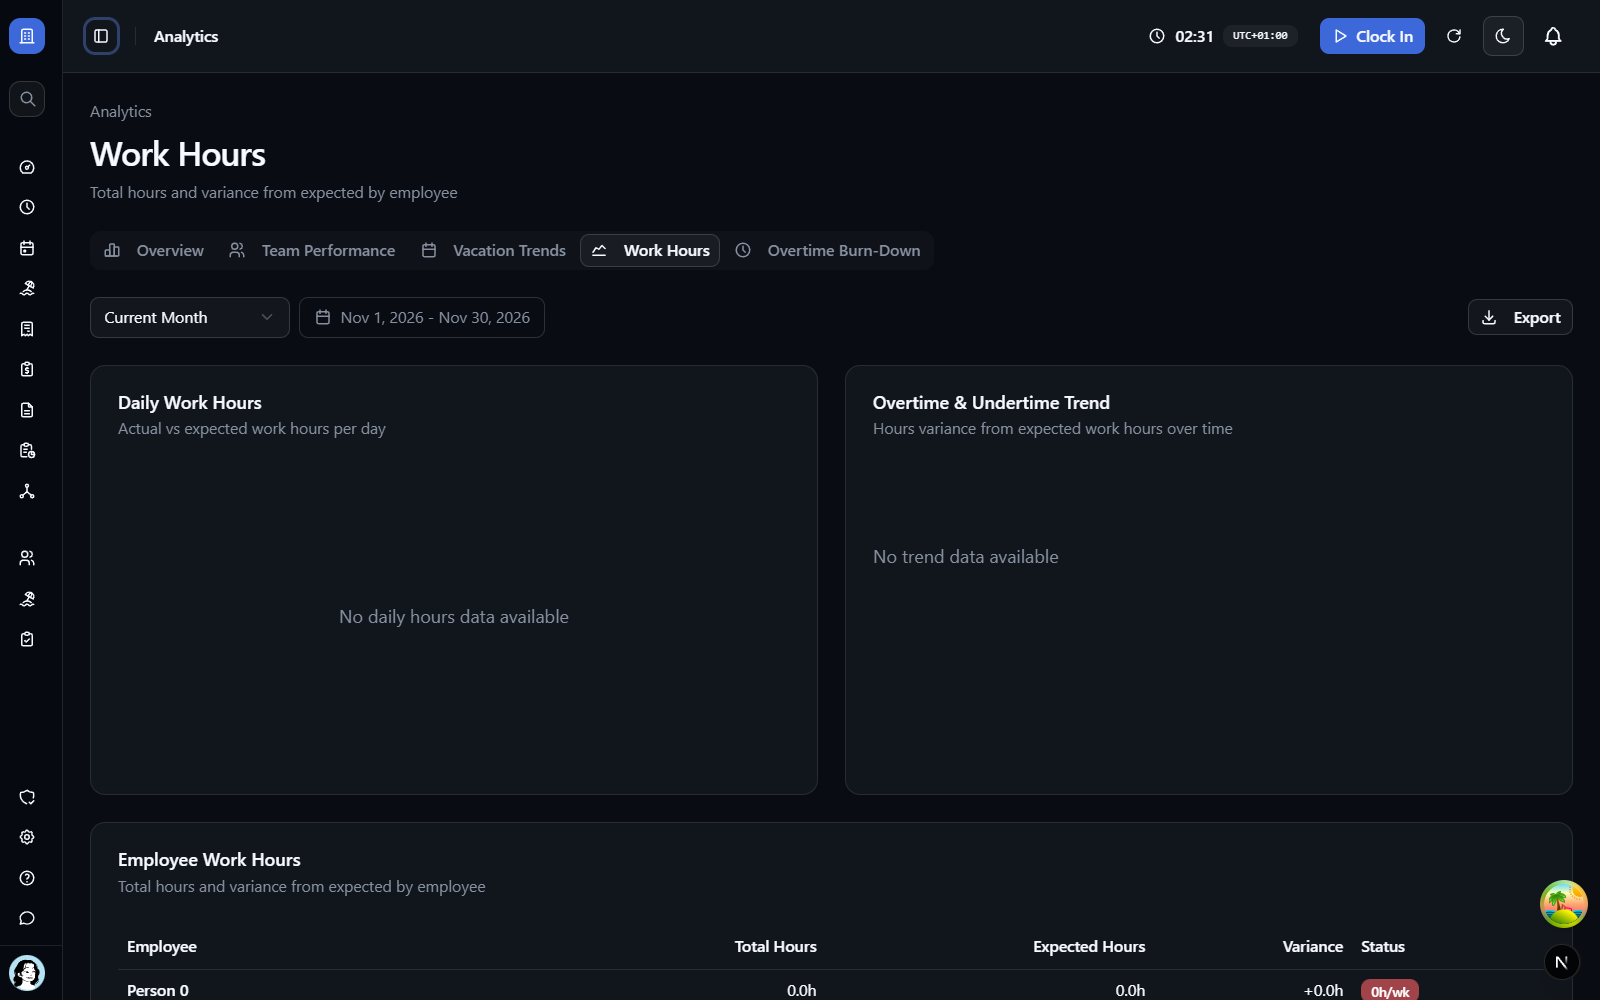 Analytics
02:31
UTC+01:00
Clock In
Analytics
Work Hours
Total hours and variance from expected by employee
Overview
Team Performance
Vacation Trends
Work Hours
Overtime Burn-Down
Current Month
Nov 1, 2026 - Nov 30, 2026
Export
Daily Work Hours
Actual vs expected work hours per day
No daily hours data available
Overtime & Undertime Trend
Hours variance from expected work hours over time
No trend data available
Employee Work Hours
Total hours and variance from expected by employee
Employee Total Hours Expected Hours Variance Status
Person 0 0.0h 0.0h +0.0h 0h/wk
N